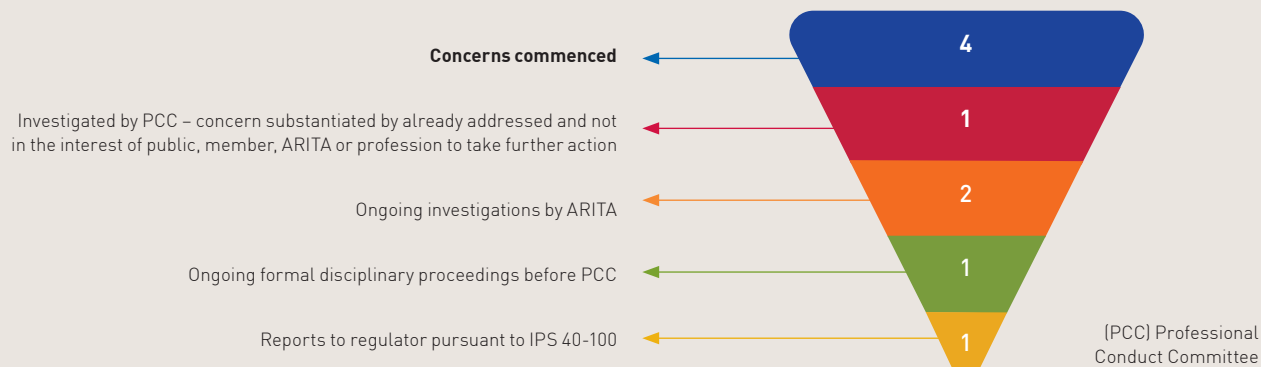 Concerns commenced
4
Investigated by PCC – concern substantiated by already addressed and not
in the interest of public, member, ARITA or profession to take further action
1
Ongoing investigations by ARITA
2
Ongoing formal disciplinary proceedings before PCC
1
Reports to regulator pursuant to IPS 40-100
1
(PCC) Professional
Conduct Committee